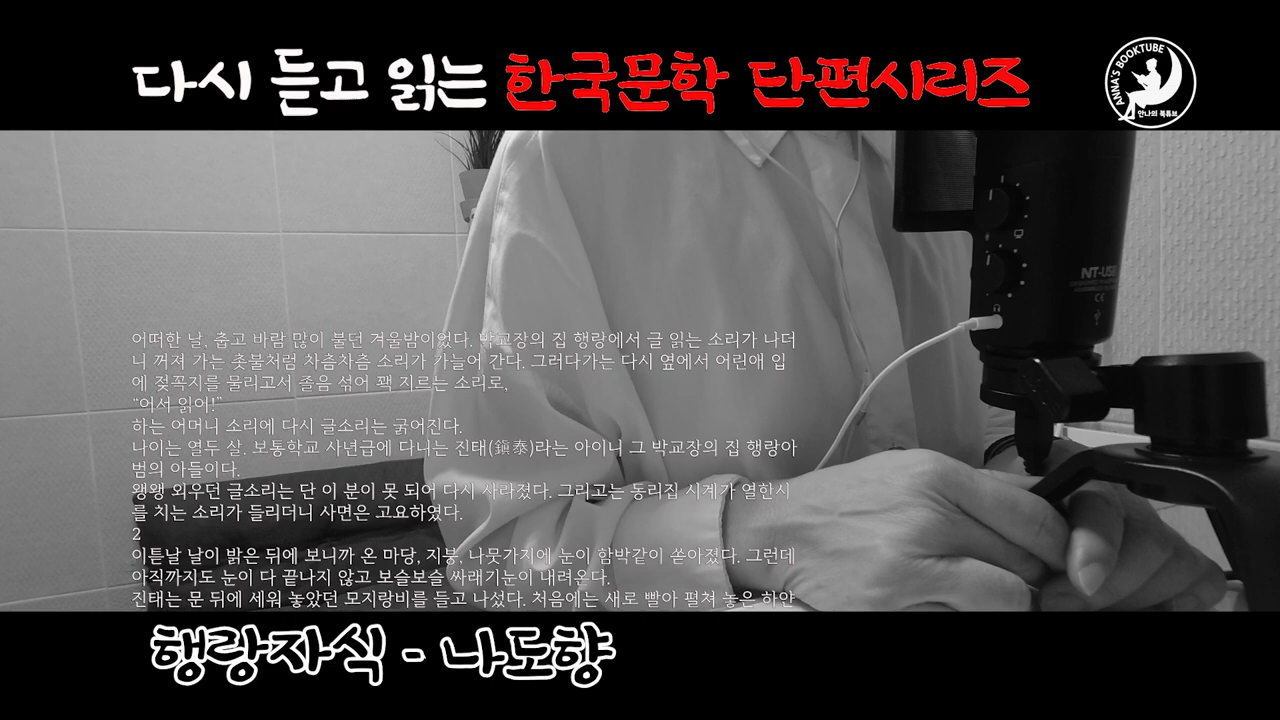 다시 듣고 읽는 한국문학 단편시리즈
ANNA'S BOOKTUBE
안나의 북튜브
NT-USB
CE
어떠한 날, 춥고 바람 많이 불던 겨울밤이었다. 박교장의 집 행랑에서 글 읽는 소리가 나더
니 꺼져 가는 촛불처럼 차츰차츰 소리가 가늘어 간다. 그러다가는 다시 옆에서 어린애 입
에 젖꼭지를 물리고서 졸음 섞어 꽥 지르는 소리로,
“어서 읽어!”
하는 어머니 소리에 다시 글소리는 굵어진다.
나이는 열두 살. 보통학교 사년급에 다니는 진태(鎭泰)라는 아이니 그 박교장의 집 행랑아
범의 아들이다.
왱왱 외우던 글소리는 단 이 분이 못 되어 다시 사라졌다. 그리고는 동리집 시계가 열한시
를 치는 소리가 들리더니 사면은 고요하였다.
2
이튿날 날이 밝은 뒤에 보니까 온 마당, 지붕, 나뭇가지에 눈이 함박같이 쏟아졌다. 그런데
아직까지도 눈이 다 끝나지 않고 보슬보슬 싸래기눈이 내려온다.
진태는 문 뒤에 세워 놓았던 모지랑비를 들고 나섰다. 처음에는 새로 빨아 펼쳐 놓은 하얀
행랑자식 - 나도향